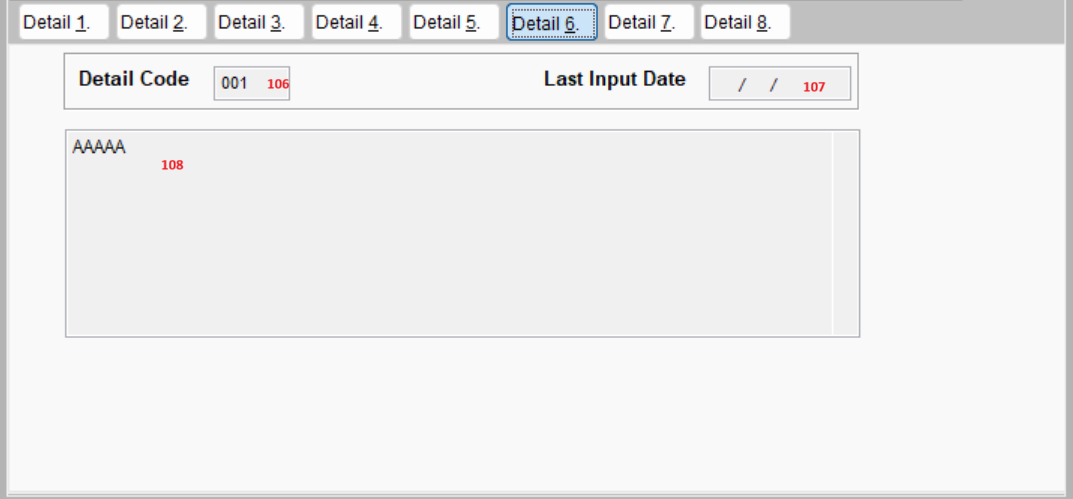 Detail 1. Detail 2. Detail 3. Detail 4. Detail 5. Detail 6. Detail 7. Detail 8.
Detail Code 001 106 Last Input Date / / 107
AAAAA
108